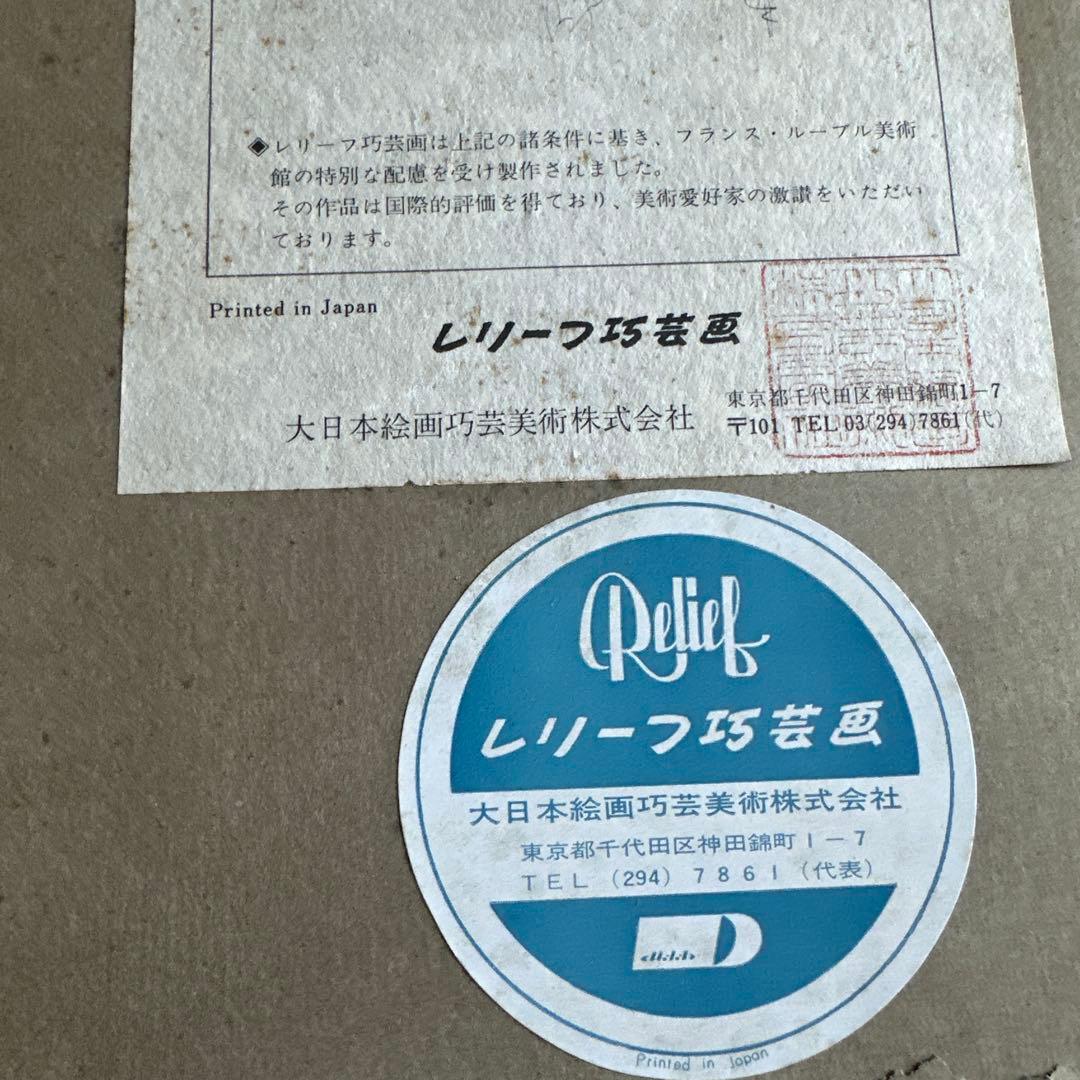 ◈レリーフ巧芸画は上記の諸条件に基き、フランス・ルーブル美術
館の特別な配慮を受け製作されました。
その作品は国際的評価を得ており、美術愛好家の激讃をいただい
ております。
Printed in Japan
レリーフ巧芸画
大日本絵画巧芸美術株式会社
東京都千代田区神田錦町1-7
〒101 TEL 03(294)7861(代)
Relief
レリーフ巧芸画
大日本絵画巧芸美術株式会社
東京都千代田区神田錦町1-7
TEL (294) 7861 (代表)
Printed in Japan